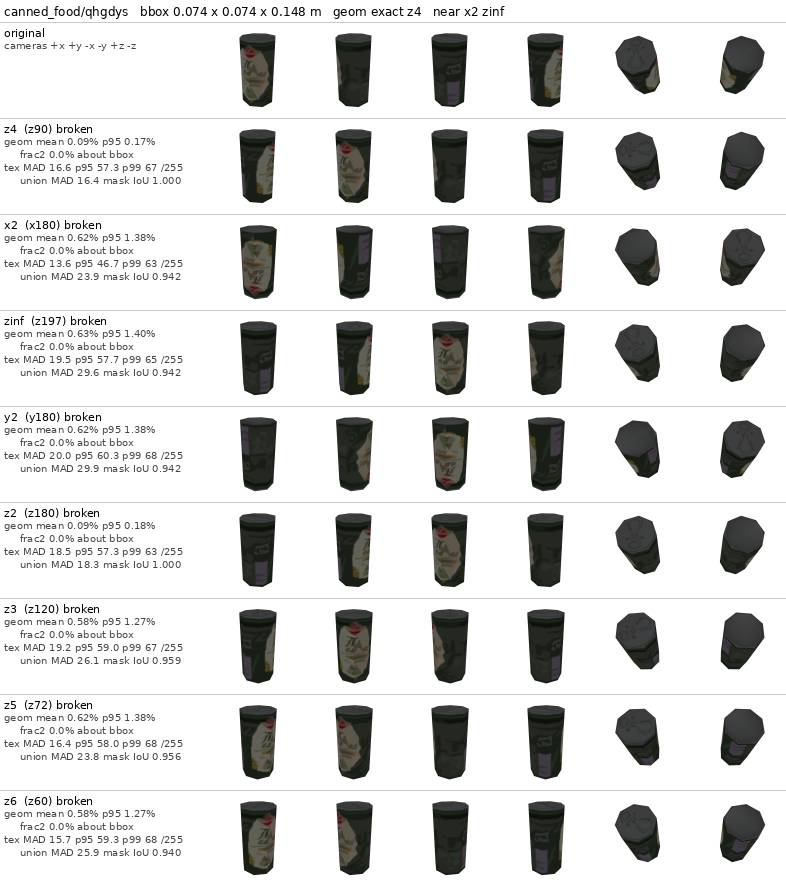 canned_food/qhgdys bbox 0.074 x 0.074 x 0.148 m geom exact z4 near x2 zinf
original
cameras +x +y -x -y +z -z
z4 (z90) broken
geom mean 0.09% p95 0.17%
frac2 0.0% about bbox
tex MAD 16.6 p95 57.3 p99 67 /255
union MAD 16.4 mask IoU 1.000
x2 (x180) broken
geom mean 0.62% p95 1.38%
frac2 0.0% about bbox
tex MAD 13.6 p95 46.7 p99 63 /255
union MAD 23.9 mask IoU 0.942
zinf (z197) broken
geom mean 0.63% p95 1.40%
frac2 0.0% about bbox
tex MAD 19.5 p95 57.7 p99 65 /255
union MAD 29.6 mask IoU 0.942
y2 (y180) broken
geom mean 0.62% p95 1.38%
frac2 0.0% about bbox
tex MAD 20.0 p95 60.3 p99 68 /255
union MAD 29.9 mask IoU 0.942
z2 (z180) broken
geom mean 0.09% p95 0.18%
frac2 0.0% about bbox
tex MAD 18.5 p95 57.3 p99 63 /255
union MAD 18.3 mask IoU 1.000
z3 (z120) broken
geom mean 0.58% p95 1.27%
frac2 0.0% about bbox
tex MAD 19.2 p95 59.0 p99 67 /255
union MAD 26.1 mask IoU 0.959
z5 (z72) broken
geom mean 0.62% p95 1.38%
frac2 0.0% about bbox
tex MAD 16.4 p95 58.0 p99 68 /255
union MAD 23.8 mask IoU 0.956
z6 (z60) broken
geom mean 0.58% p95 1.27%
frac2 0.0% about bbox
tex MAD 15.7 p95 59.3 p99 68 /255
union MAD 25.9 mask IoU 0.940